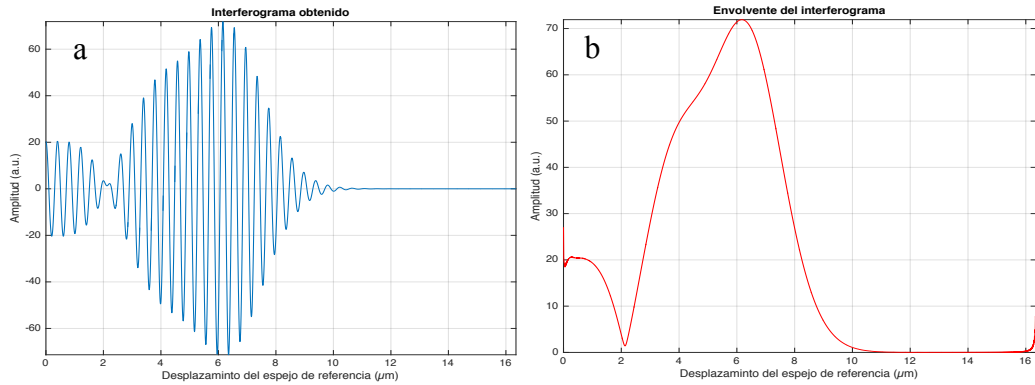 Interferograma obtenido
a
60
40
20
0
-20
-40
-60
Amplitud (a.u.)
0 2 4 6 8 10 12 14 16
Desplazaminto del espejo de referencia (µm)
Envolvente del interferograma
b
70
60
50
40
30
20
10
0
Amplitud (a.u.)
0 2 4 6 8 10 12 14 16
Desplazaminto del espejo de referencia (µm)